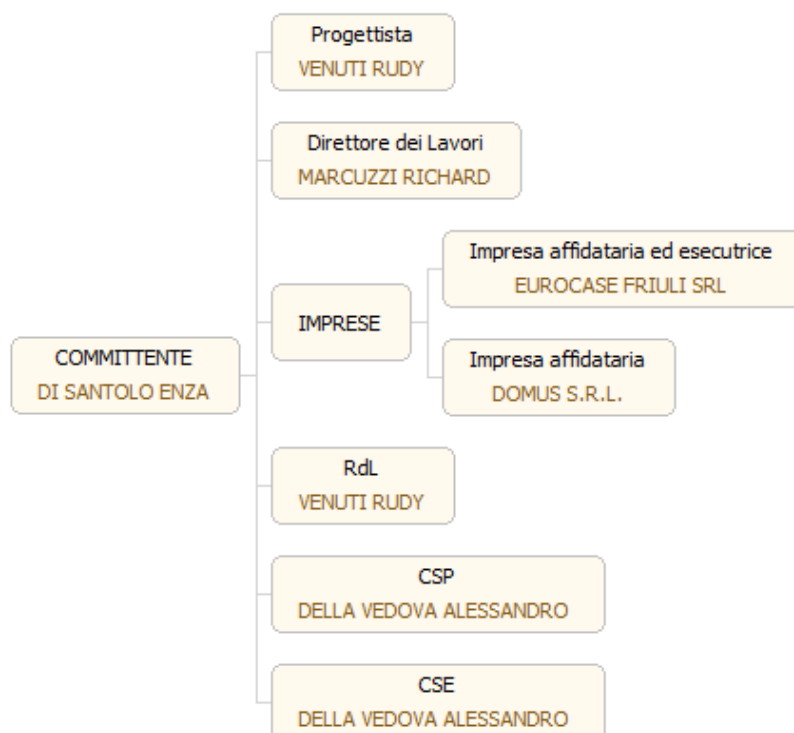 Progettista
VENUTI RUDY
Direttore dei Lavori
MARCUZZI RICHARD
Impresa affidataria ed esecutrice
EUROCASE FRIULI SRL
IMPRESE
COMMITTENTE
DI SANTOLO ENZA
Impresa affidataria
DOMUS S.R.L.
RdL
VENUTI RUDY
CSP
DELLA VEDOVA ALESSANDRO
CSE
DELLA VEDOVA ALESSANDRO